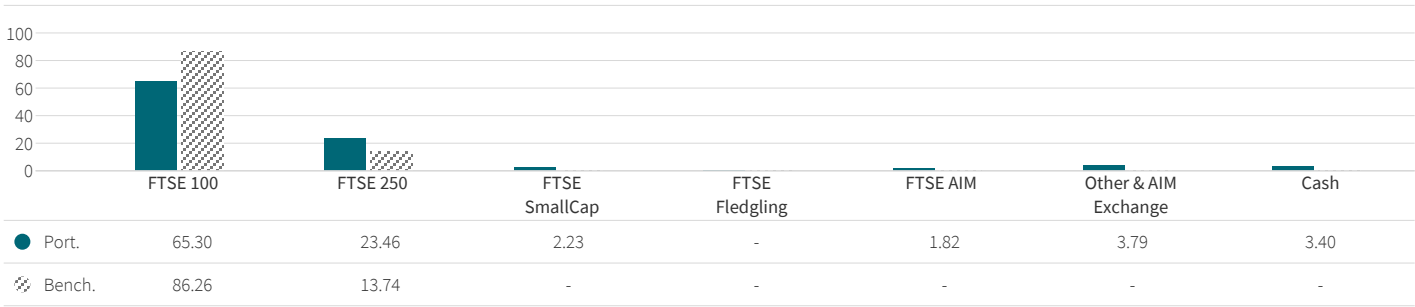 100
80
60
40
20
0
FTSE 100 FTSE 250 FTSE FTSE FTSE AIM Other & AIM Cash
SmallCap Fledgling Exchange
Port. 65.30 23.46 2.23 - 1.82 3.79 3.40
Bench. 86.26 13.74 - - - - -